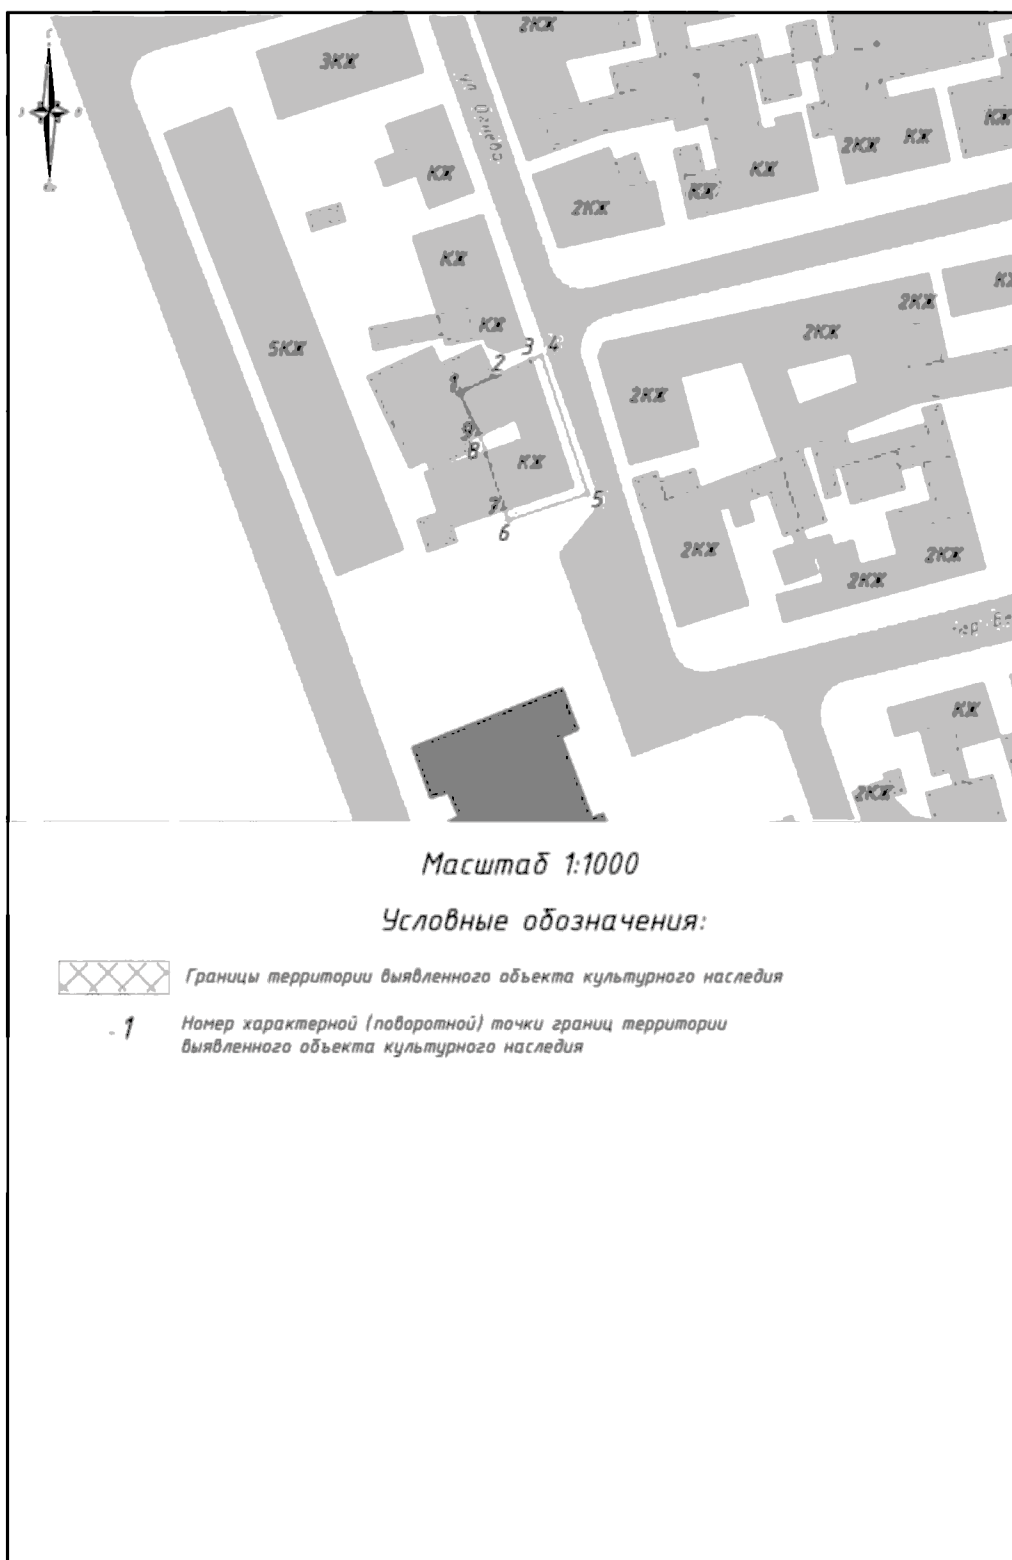 2КЖ
3КЖ
КЖ
2КЖ
КЖ
КЖ
КЖ
КЖ
КЖ
2КЖ
КЖ
2КЖ
КЖ
2КЖ
КЖ
5КЖ
3
4
2
1
2КЖ
9
8
КЖ
7
5
6
2КЖ
2КЖ
2КЖ
КЖ
2КЖ
Масштаб 1:1000
Условные обозначения:
Границы территории выявленного объекта культурного наследия
1
Номер характерной (поворотной) точки границ территории
выявленного объекта культурного наследия